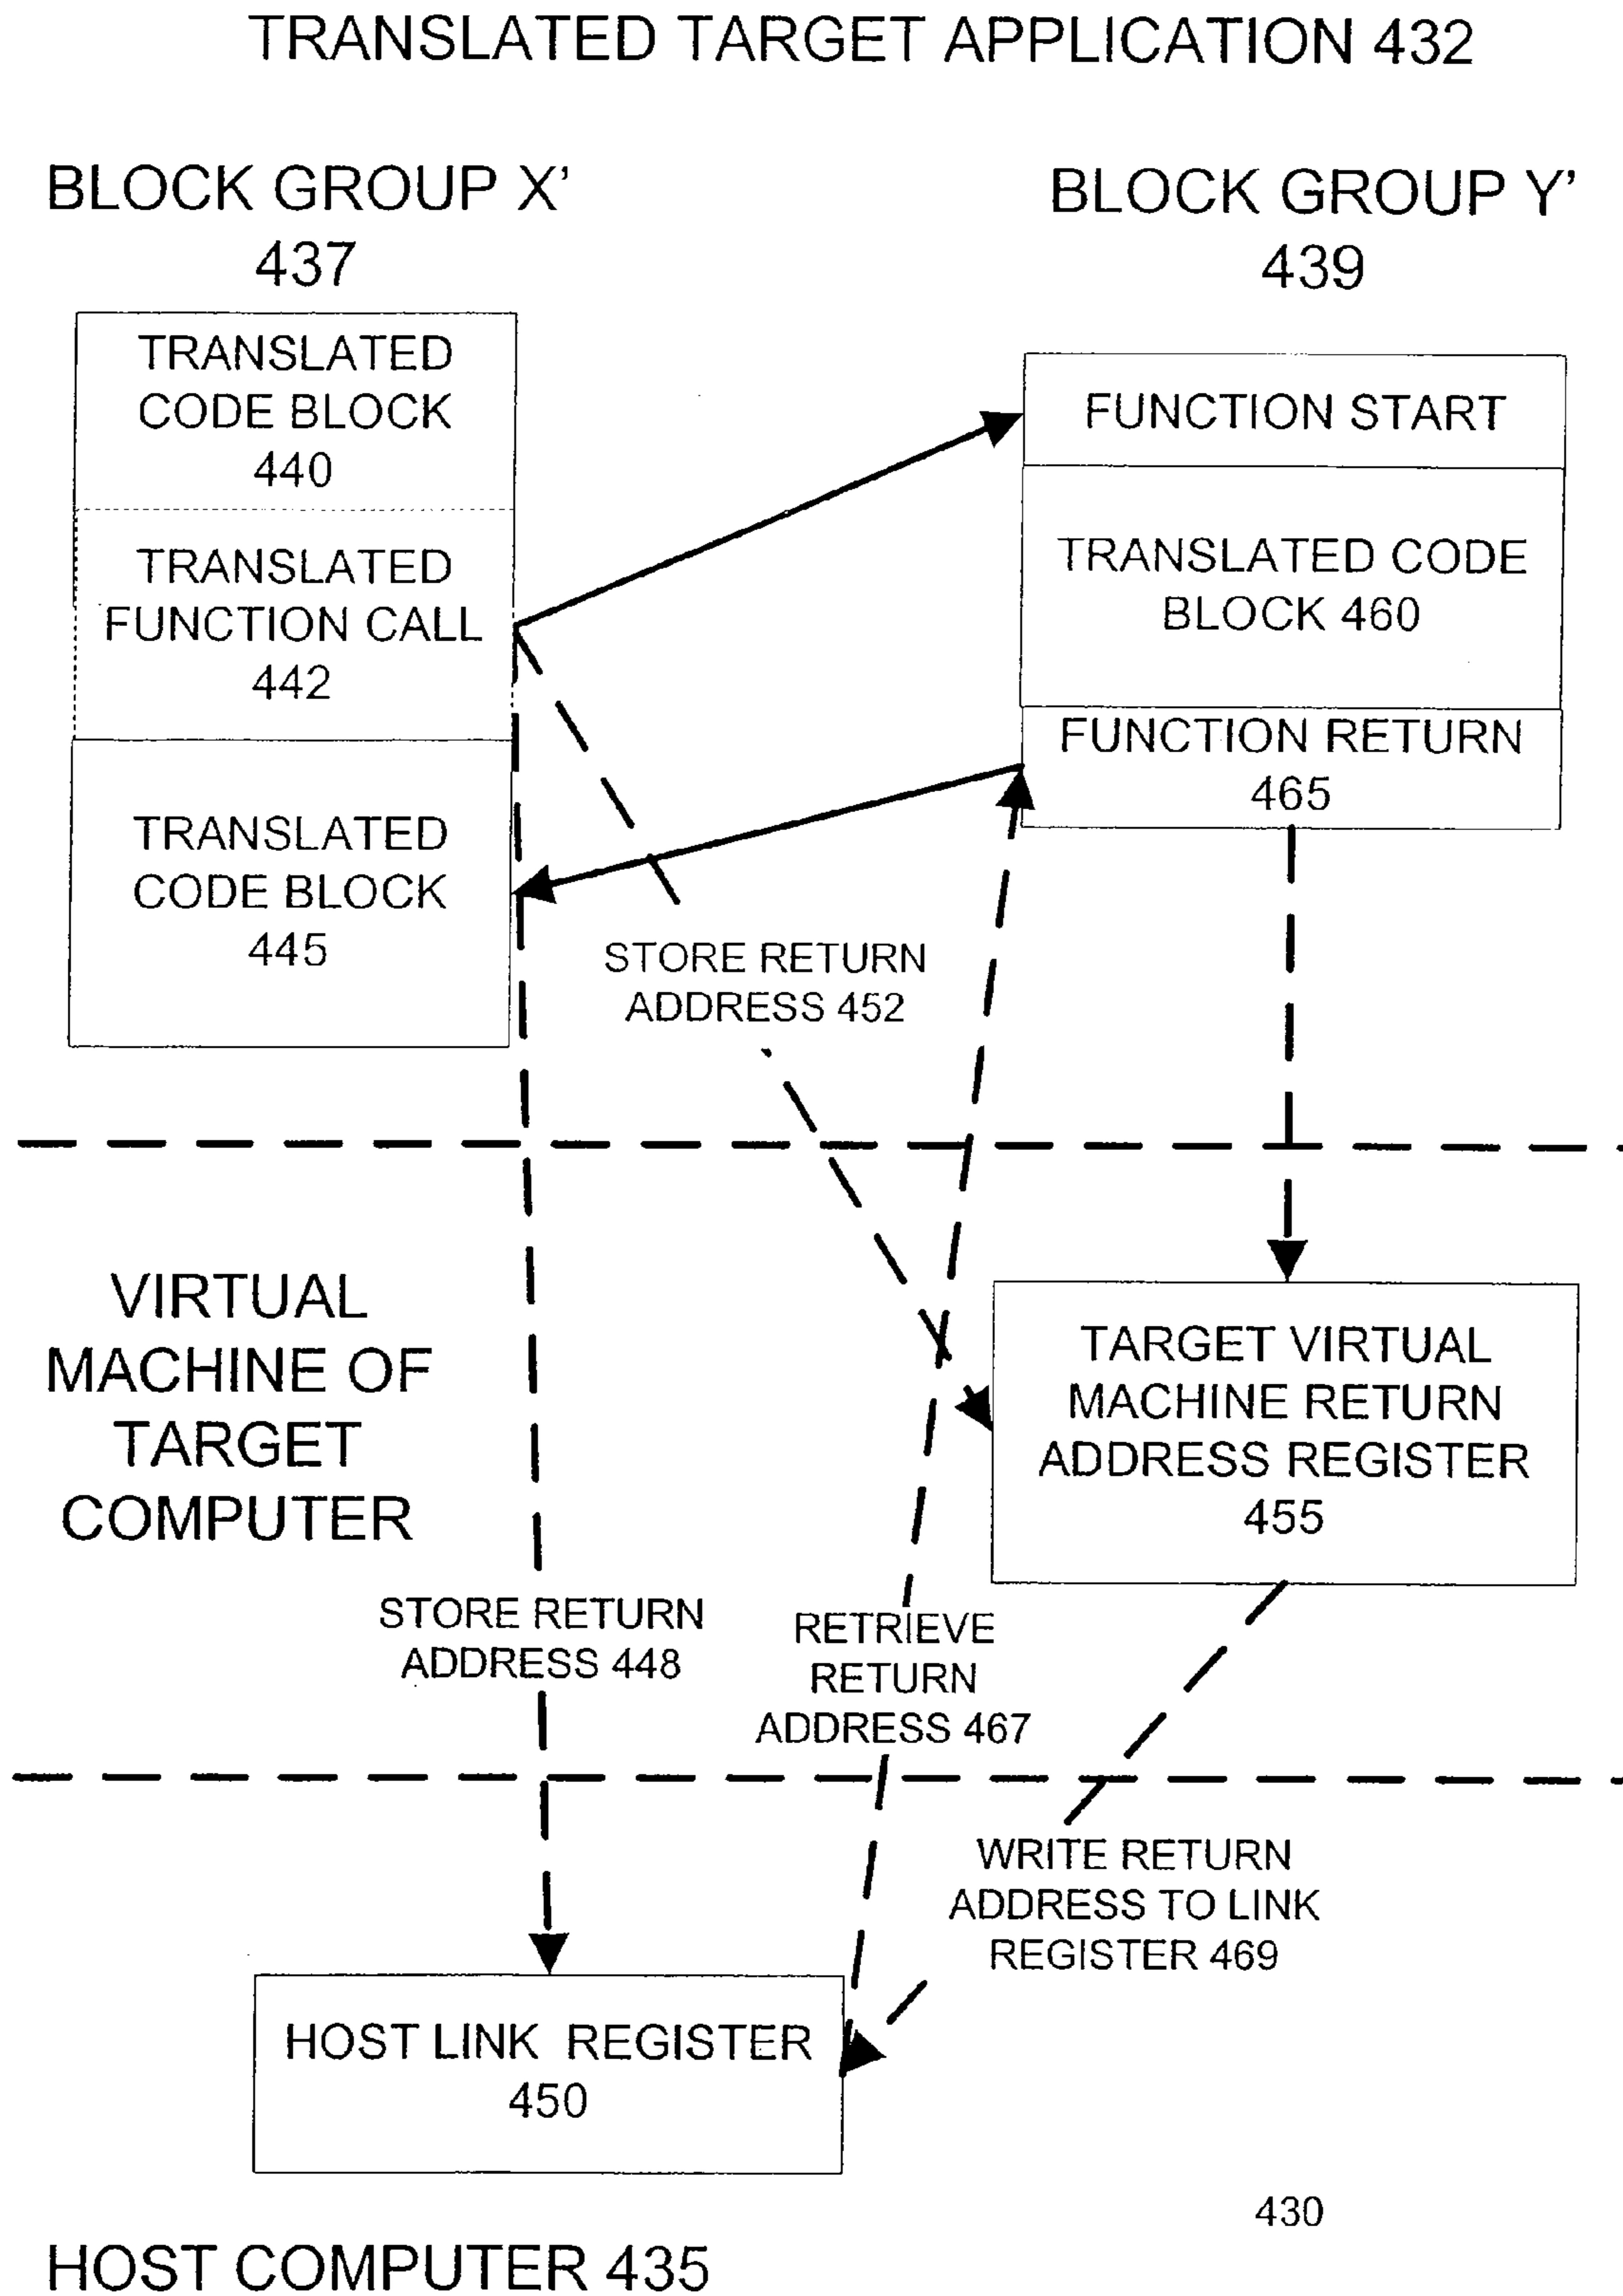 TRANSLATED TARGET APPLICATION 432
BLOCK GROUP X'
437
BLOCK GROUP Y'
439
TRANSLATED
CODE BLOCK
440
TRANSLATED
FUNCTION CALL
442
TRANSLATED
CODE BLOCK
445
FUNCTION START
TRANSLATED CODE
BLOCK 460
FUNCTION RETURN
465
STORE RETURN
ADDRESS 452
VIRTUAL
MACHINE OF
TARGET
COMPUTER
TARGET VIRTUAL
MACHINE RETURN
ADDRESS REGISTER
455
STORE RETURN
ADDRESS 448
RETRIEVE
RETURN
ADDRESS 467
WRITE RETURN
ADDRESS TO LINK
REGISTER 469
HOST LINK REGISTER
450
430
HOST COMPUTER 435